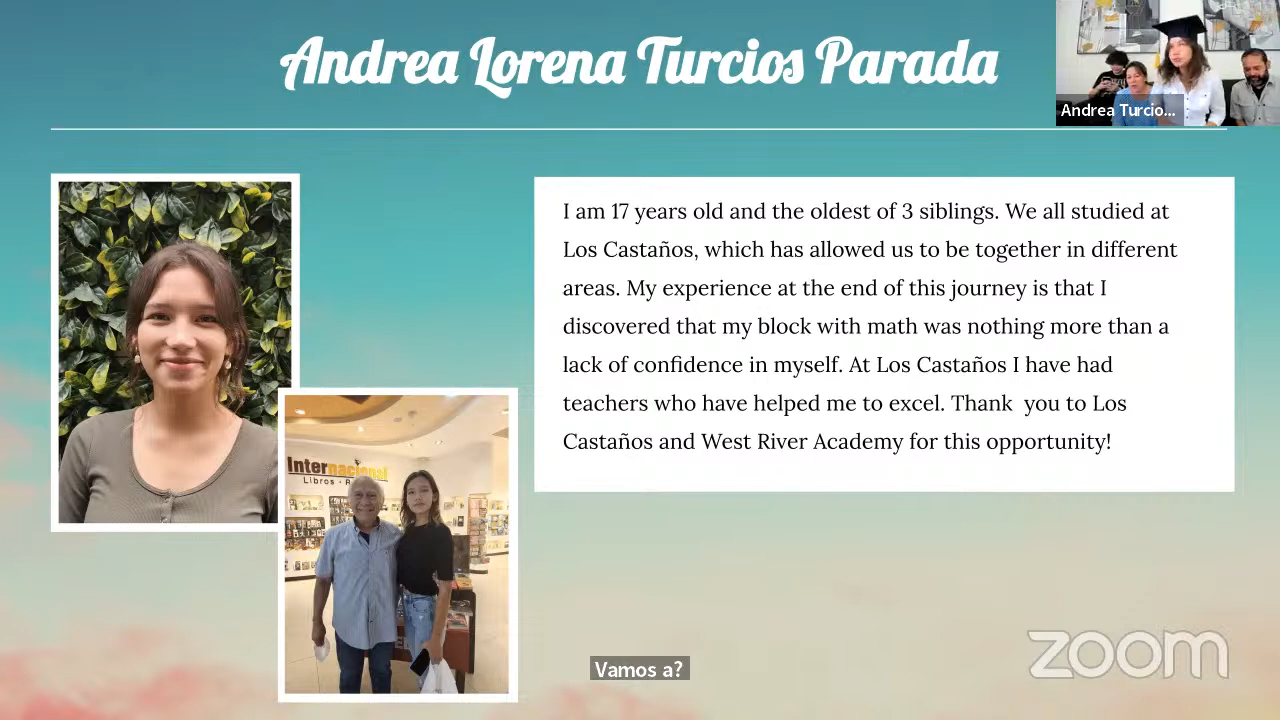 Andrea Lorena Turcios Parada
Andrea Turcio...
I am 17 years old and the oldest of 3 siblings. We all studied at
Los Castaños, which has allowed us to be together in different
areas. My experience at the end of this journey is that I
discovered that my block with math was nothing more than a
lack of confidence in myself. At Los Castaños I have had
teachers who have helped me to excel. Thank  you to Los
Castaños and West River Academy for this opportunity!
Internacional
Libros · R
Vamos a?
zoom